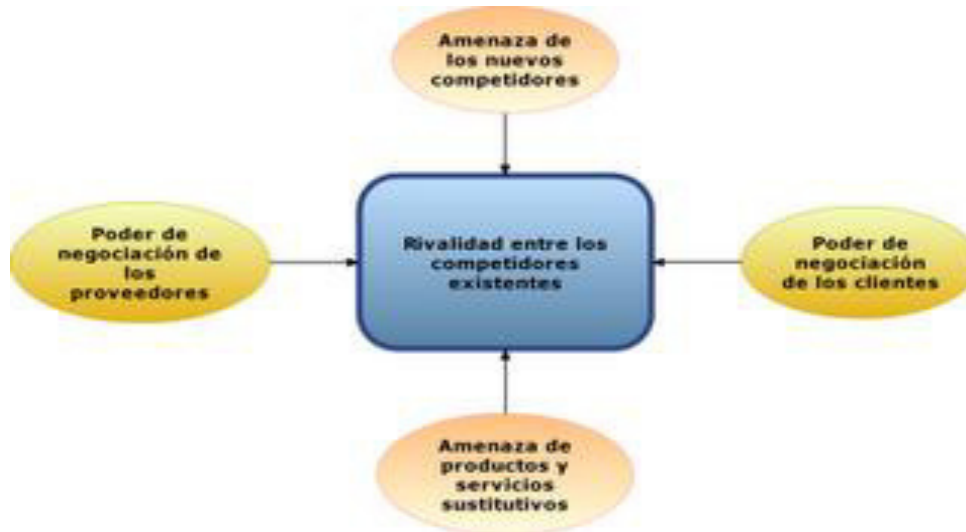 Amenaza de
los nuevos
competidores
Poder de
negociación de
los
proveedores
Rivalidad entre los
competidores
existentes
Poder de
negociación
de los clientes
Amenaza de
productos y
servicios
sustitutivos